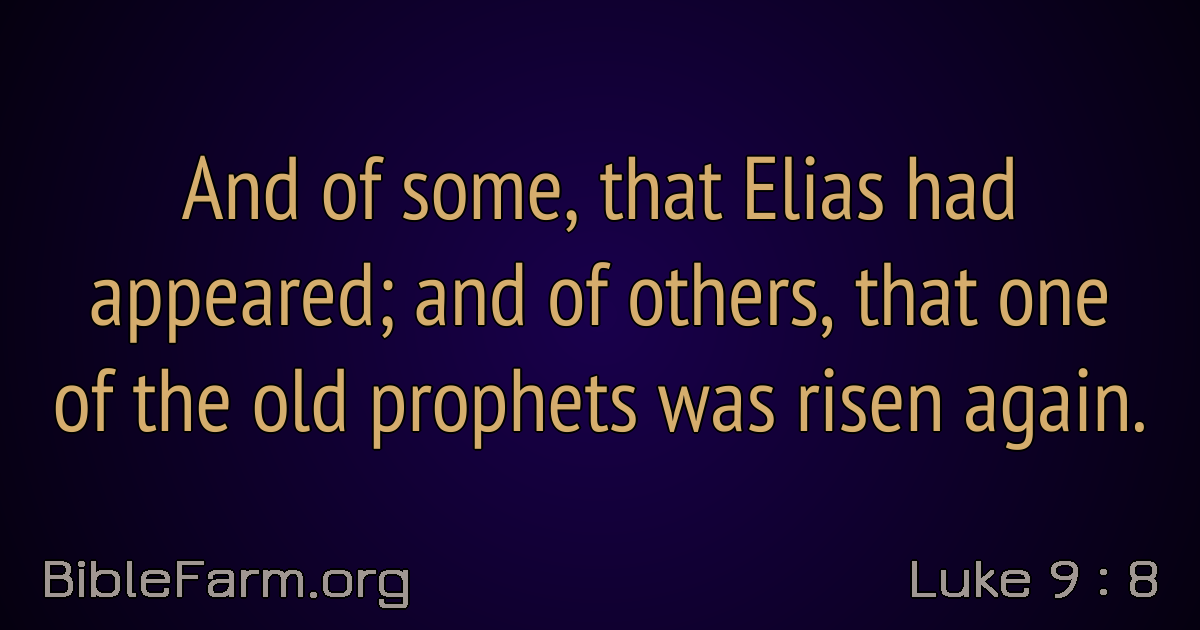 And of some, that Elias had
appeared; and of others, that one
of the old prophets was risen again.
BibleFarm.org
Luke 9 : 8